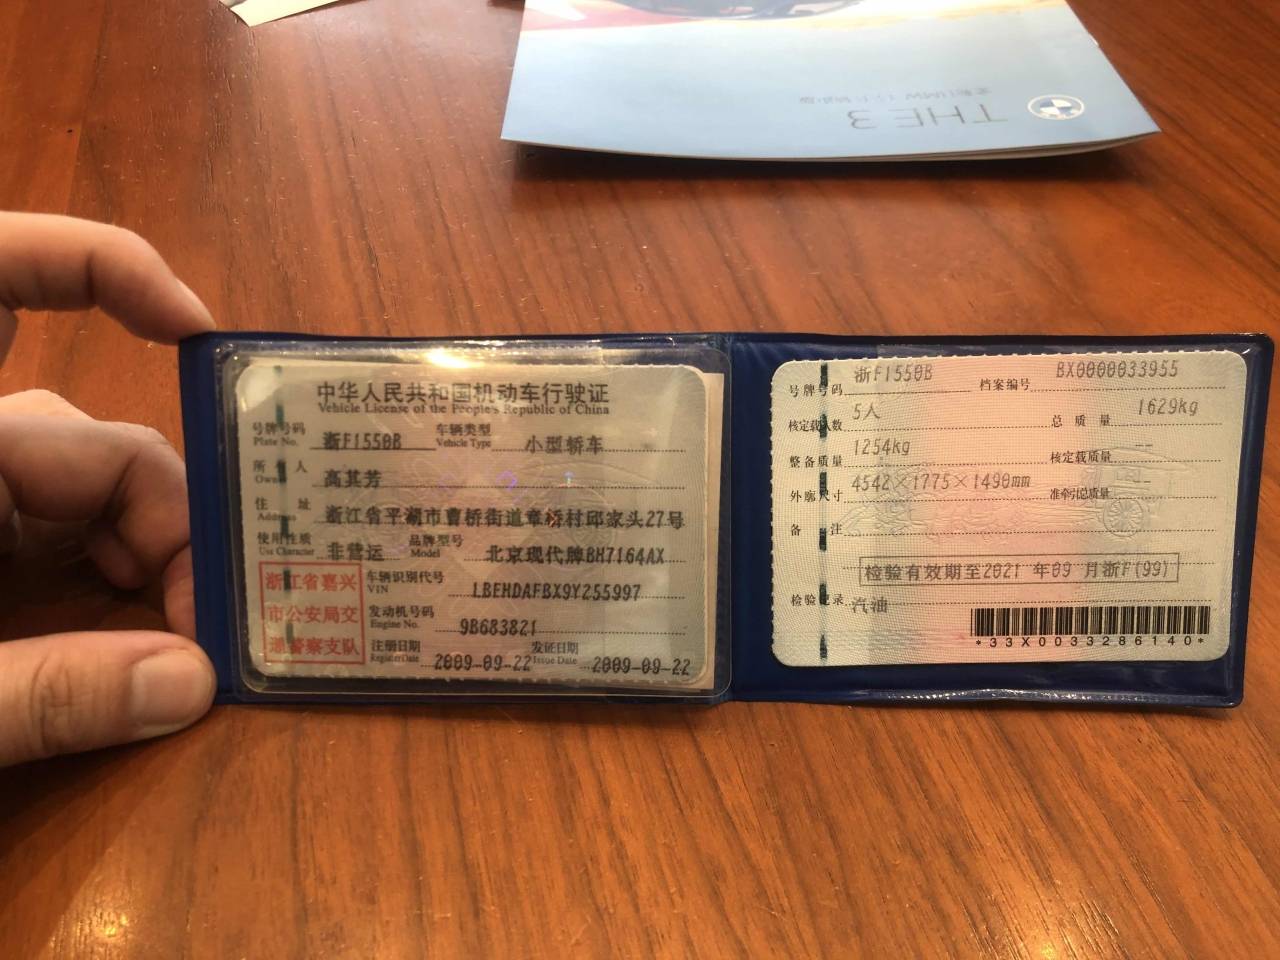 THE 3
BMW
中华人民共和国机动车行驶证
Vehicle License of the People's Republic of China
号牌号码 浙F1550B 车辆类型 小型轿车
Plate No. Vehicle Type
所有人 高其芳
Owner
住址 浙江省平湖市曹桥街道章桥村邱家头27号
Address
使用性质 非营运 品牌型号 北京现代牌BH7164AX
Use Character Model
浙江省嘉兴
市公安局交
通警察支队
车辆识别代号 LBEHDAFBX9Y255997
VIN
发动机号码 9B683821
Engine No.
注册日期 2009-09-22 发证日期 2009-09-22
Register Date Issue Date
号牌号码 浙F1550B 档案编号 BX0000033955
核定载人数 5人 总质量 1629kg
整备质量 1254kg 核定载质量 --
外廓尺寸 4542×1775×1490mm 准牵引总质量 --
备注
检验有效期至2021 年09 月浙F(99)
检验记录 汽油
*33X0033286140*